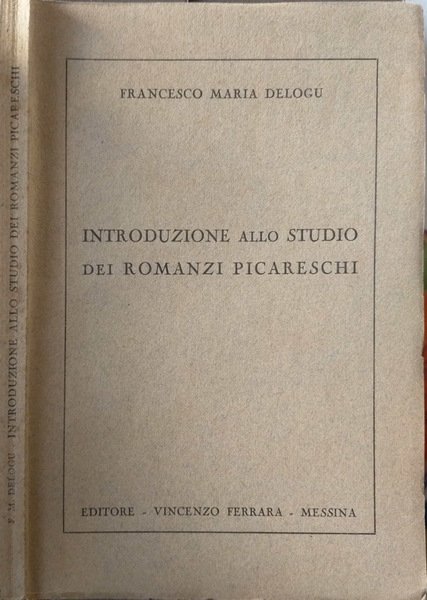 FRANCESCO MARIA DELOGU
INTRODUZIONE ALLO STUDIO
DEI ROMANZI PICARESCHI
EDITORE - VINCENZO FERRARA - MESSINA
F. M. DELOGU INTRODUZIONE ALLO STUDIO DEI ROMANZI PICARESCHI